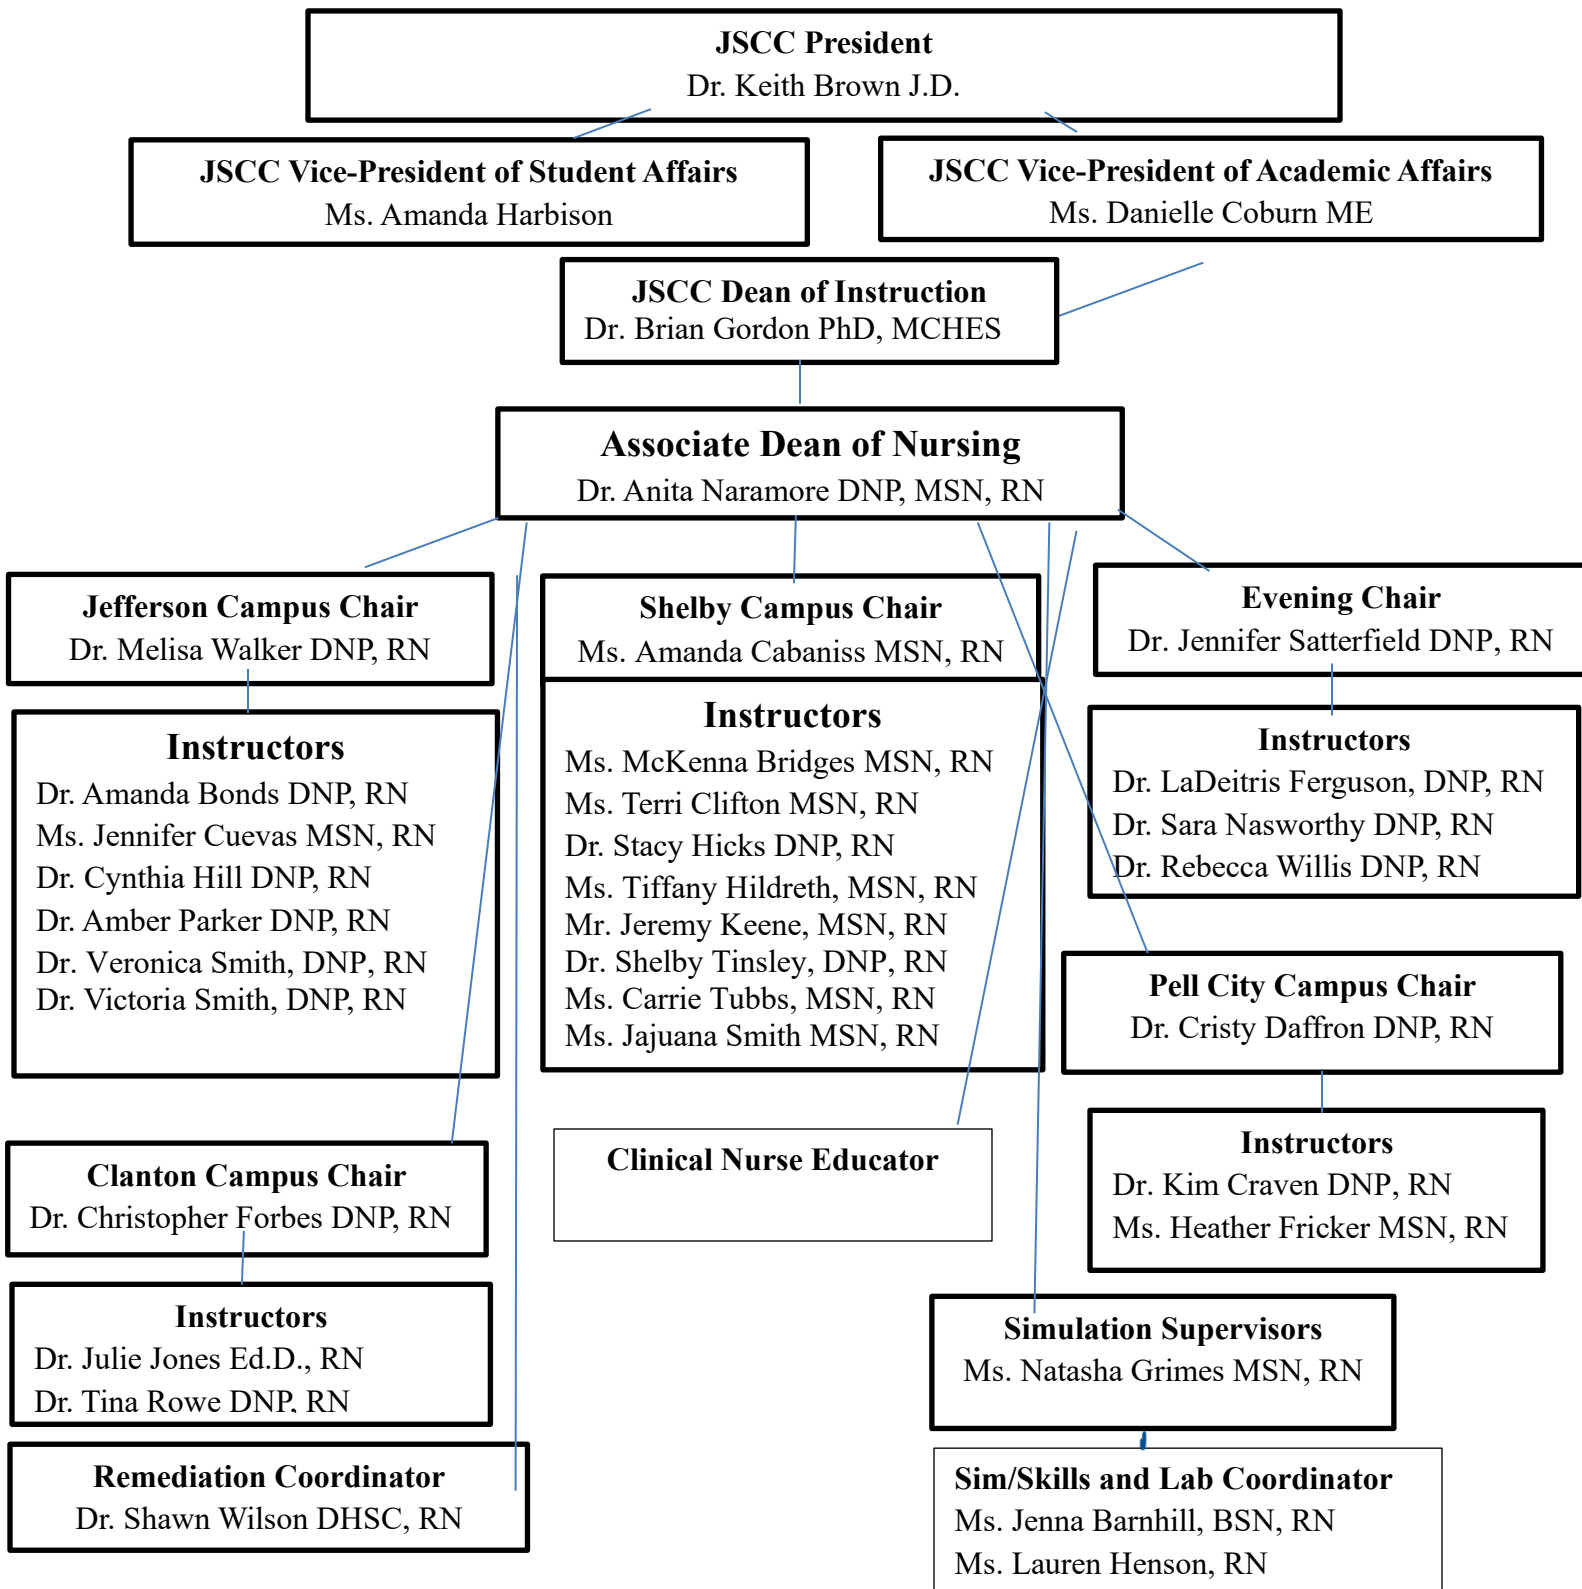 JSCC President
Dr. Keith Brown J.D.
JSCC Vice-President of Student Affairs
Ms. Amanda Harbison
JSCC Vice-President of Academic Affairs
Ms. Danielle Coburn ME
JSCC Dean of Instruction
Dr. Brian Gordon PhD, MCHES
Associate Dean of Nursing
Dr. Anita Naramore DNP, MSN, RN
Jefferson Campus Chair
Dr. Melisa Walker DNP, RN
Instructors
Dr. Amanda Bonds DNP, RN
Ms. Jennifer Cuevas MSN, RN
Dr. Cynthia Hill DNP, RN
Dr. Amber Parker DNP, RN
Dr. Veronica Smith, DNP, RN
Dr. Victoria Smith, DNP, RN
Shelby Campus Chair
Ms. Amanda Cabaniss MSN, RN
Instructors
Ms. McKenna Bridges MSN, RN
Ms. Terri Clifton MSN, RN
Dr. Stacy Hicks DNP, RN
Ms. Tiffany Hildreth, MSN, RN
Mr. Jeremy Keene, MSN, RN
Dr. Shelby Tinsley, DNP, RN
Ms. Carrie Tubbs, MSN, RN
Ms. Jajuana Smith MSN, RN
Evening Chair
Dr. Jennifer Satterfield DNP, RN
Instructors
Dr. LaDeitris Ferguson, DNP, RN
Dr. Sara Nasworthy DNP, RN
Dr. Rebecca Willis DNP, RN
Pell City Campus Chair
Dr. Cristy Daffron DNP, RN
Instructors
Dr. Kim Craven DNP, RN
Ms. Heather Fricker MSN, RN
Clanton Campus Chair
Dr. Christopher Forbes DNP, RN
Instructors
Dr. Julie Jones Ed.D., RN
Dr. Tina Rowe DNP, RN
Clinical Nurse Educator
Simulation Supervisors
Ms. Natasha Grimes MSN, RN
Remediation Coordinator
Dr. Shawn Wilson DHSC, RN
Sim/Skills and Lab Coordinator
Ms. Jenna Barnhill, BSN, RN
Ms. Lauren Henson, RN